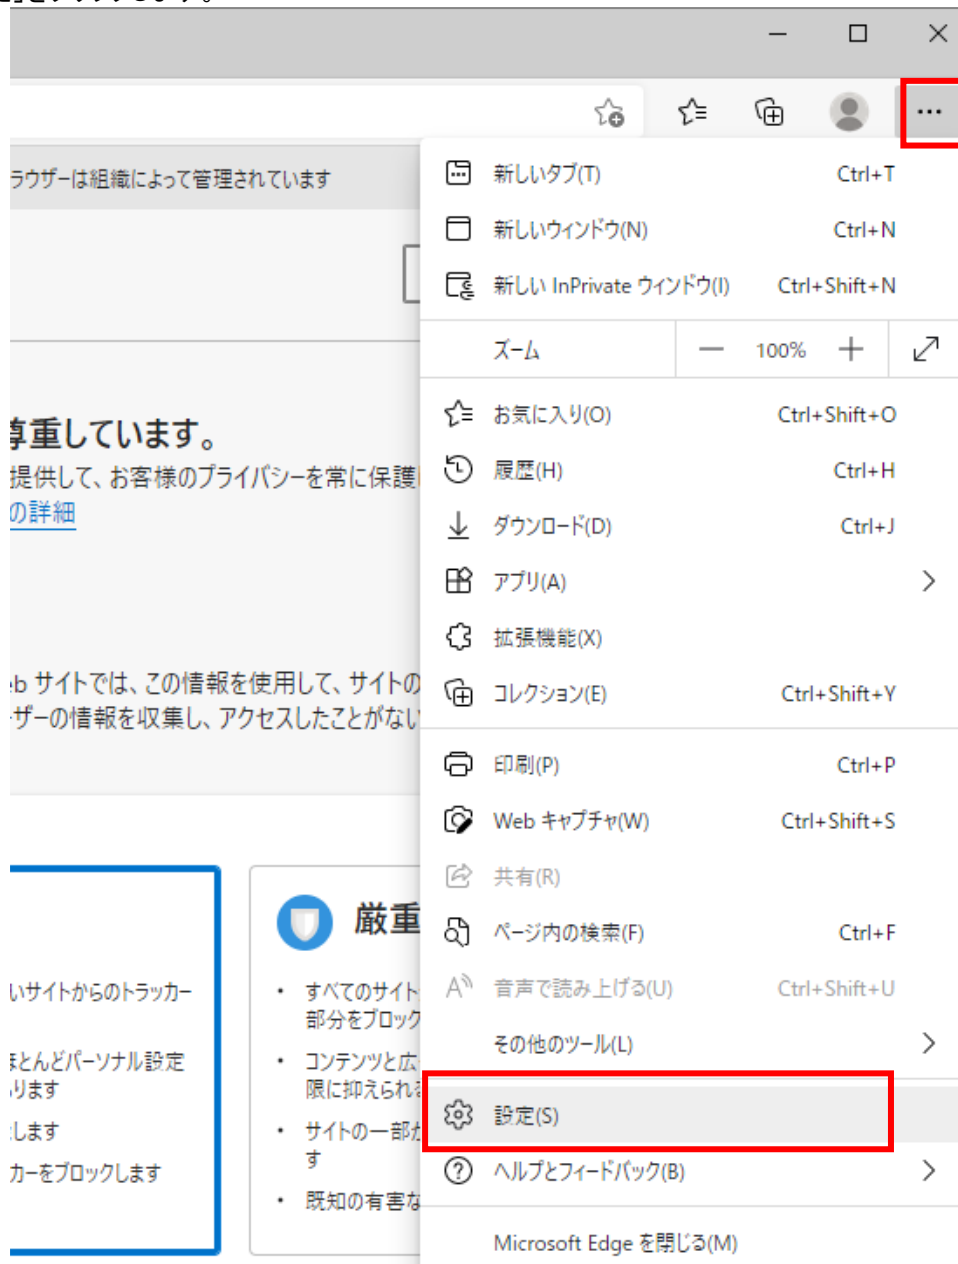 をクリックします。
ラウザーは組織によって管理されています
新しいタブ(T) Ctrl+T
新しいウィンドウ(N) Ctrl+N
新しい InPrivate ウィンドウ(I) Ctrl+Shift+N
ズーム 100%
お気に入り(O) Ctrl+Shift+O
履歴(H) Ctrl+H
ダウンロード(D) Ctrl+J
アプリ(A)
拡張機能(X)
コレクション(E) Ctrl+Shift+Y
印刷(P) Ctrl+P
Web キャプチャ(W) Ctrl+Shift+S
共有(R)
ページ内の検索(F) Ctrl+F
音声で読み上げる(U) Ctrl+Shift+U
その他のツール(L)
設定(S)
ヘルプとフィードバック(B)
Microsoft Edge を閉じる(M)
尊重しています。
提供して、お客様のプライバシーを常に保護
の詳細
eb サイトでは、この情報を使用して、サイトの
ーザーの情報を収集し、アクセスしたことがない
いサイトからのトラッカー
ほとんどパーソナル設定
ります
します
カーをブロックします
厳重
・ すべてのサイト
部分をブロック
・ コンテンツと広
限に抑えられ
・ サイトの一部が
す
・ 既知の有害な